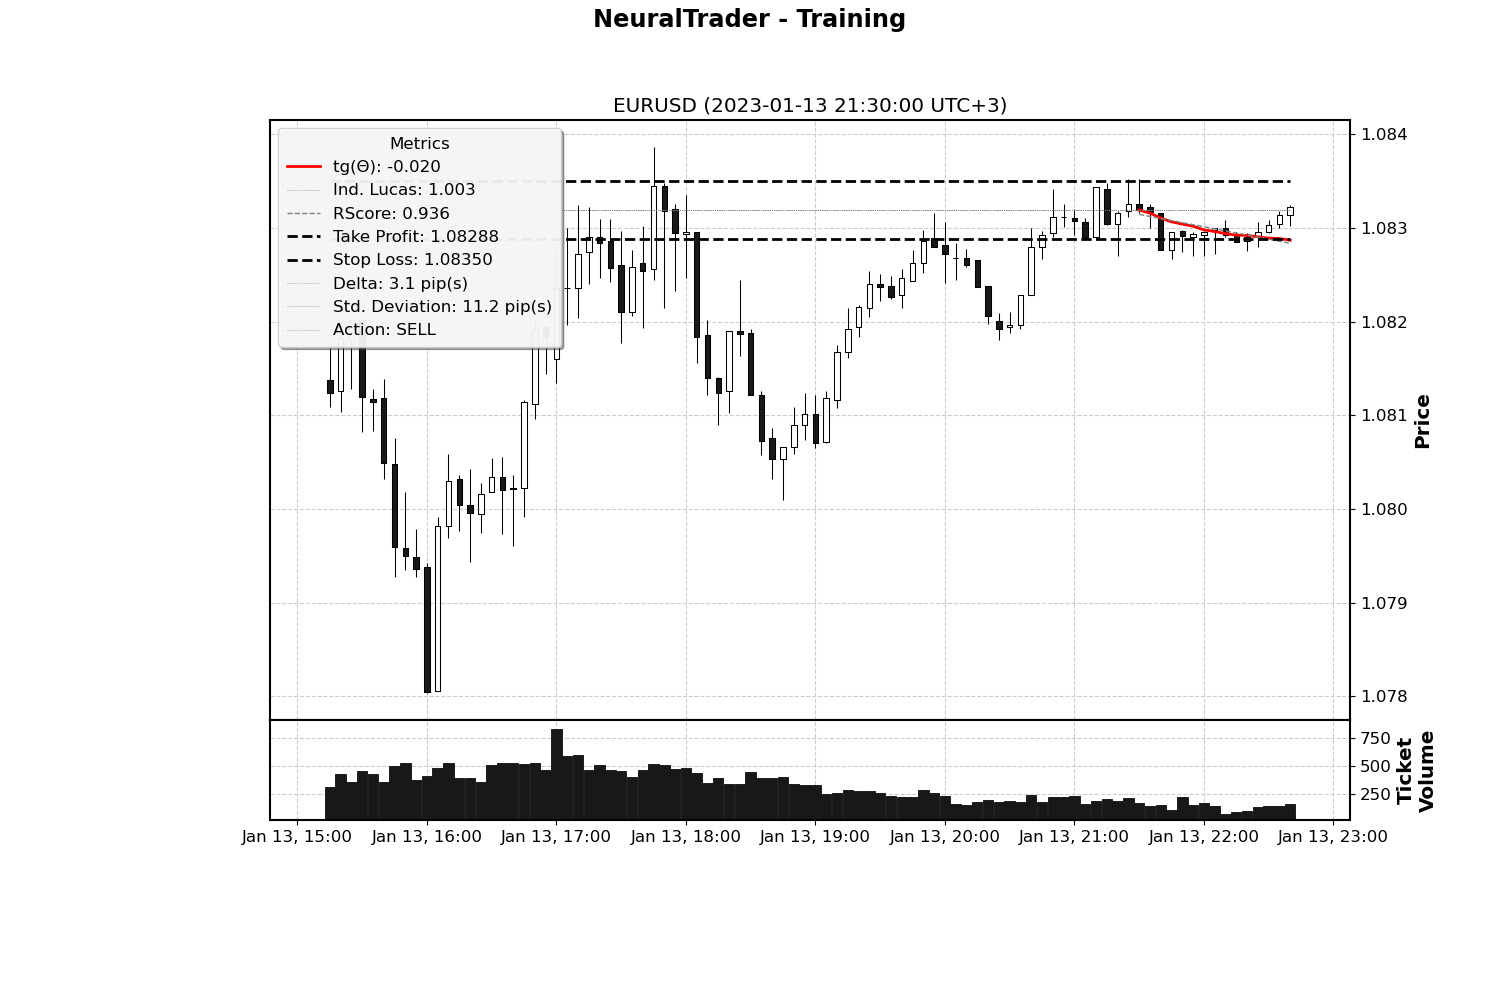 NeuralTrader - Training
EURUSD (2023-01-13 21:30:00 UTC+3)
Metrics
tg(Θ): -0.020
Ind. Lucas: 1.003
RScore: 0.936
Take Profit: 1.08288
Stop Loss: 1.08350
Delta: 3.1 pip(s)
Std. Deviation: 11.2 pip(s)
Action: SELL
1.084
1.083
1.082
1.081
1.080
1.079
1.078
Price
750
500
250
Ticket
Volume
Jan 13, 15:00 Jan 13, 16:00 Jan 13, 17:00 Jan 13, 18:00 Jan 13, 19:00 Jan 13, 20:00 Jan 13, 21:00 Jan 13, 22:00 Jan 13, 23:00